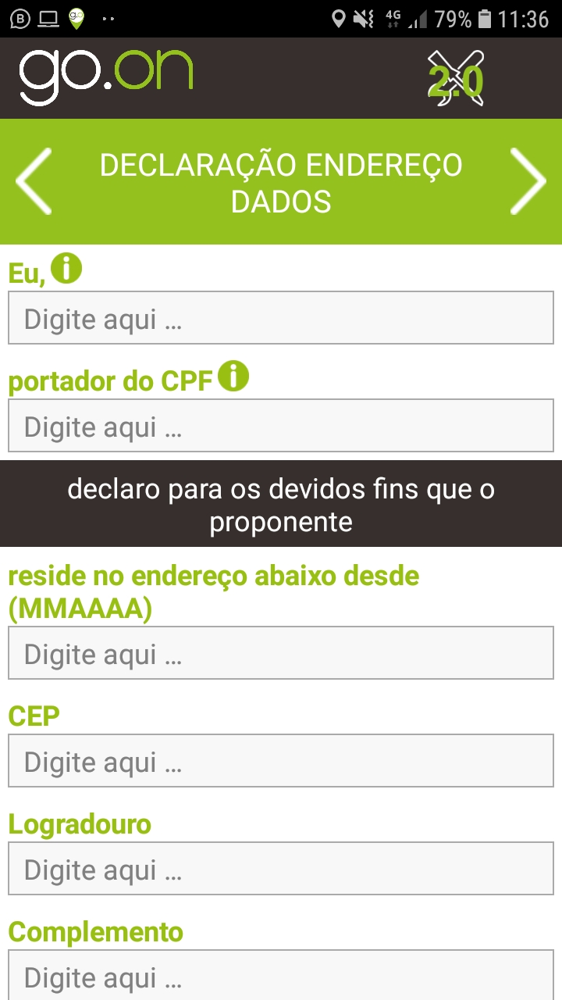 79% 11:36
4G
go.on
2.0
DECLARAÇÃO ENDEREÇO
DADOS
Eu,
Digite aqui ...
portador do CPF
Digite aqui ...
declaro para os devidos fins que o
proponente
reside no endereço abaixo desde
(MMAAAA)
Digite aqui ...
CEP
Digite aqui ...
Logradouro
Digite aqui ...
Complemento
Digite aqui ...